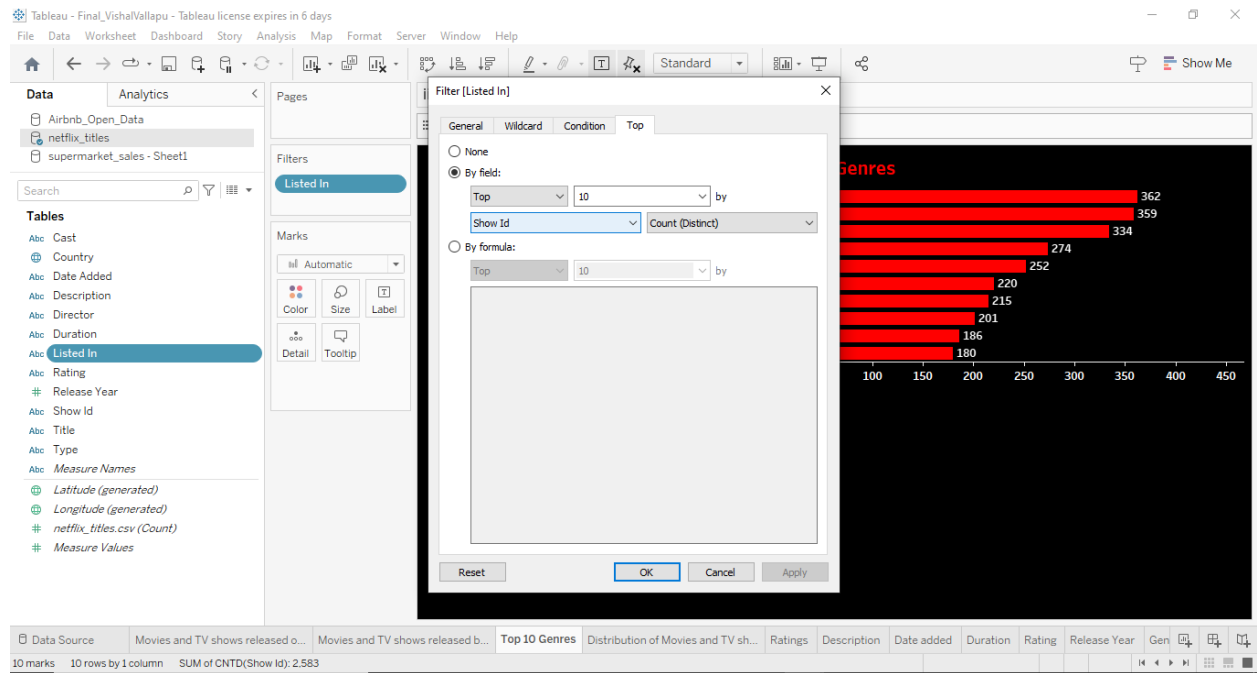 Tableau - Final_VishalVallapu - Tableau license expires in 6 days
File Data Worksheet Dashboard Story Analysis Map Format Server Window Help
Standard
Show Me
Data Analytics
Airbnb_Open_Data
netflix_titles
supermarket_sales - Sheet1
Search
Tables
Abc Cast
Country
Abc Date Added
Abc Description
Abc Director
Abc Duration
Abc Listed In
Abc Rating
# Release Year
Abc Show Id
Abc Title
Abc Type
Abc Measure Names
Latitude (generated)
Longitude (generated)
# netflix_titles.csv (Count)
# Measure Values
Pages
Filters
Listed In
Marks
Automatic
Color Size Label
Detail Tooltip
Filter [Listed In]
General Wildcard Condition Top
None
By field:
Top 10 by
Show Id Count (Distinct)
By formula:
Top 10 by
Reset OK Cancel Apply
Genres
362
359
334
274
252
220
215
201
186
180
100 150 200 250 300 350 400 450
Data Source Movies and TV shows released o... Movies and TV shows released b... Top 10 Genres Distribution of Movies and TV sh... Ratings Description Date added Duration Rating Release Year Gen
10 marks 10 rows by 1 column SUM of CNTD(Show Id): 2,583